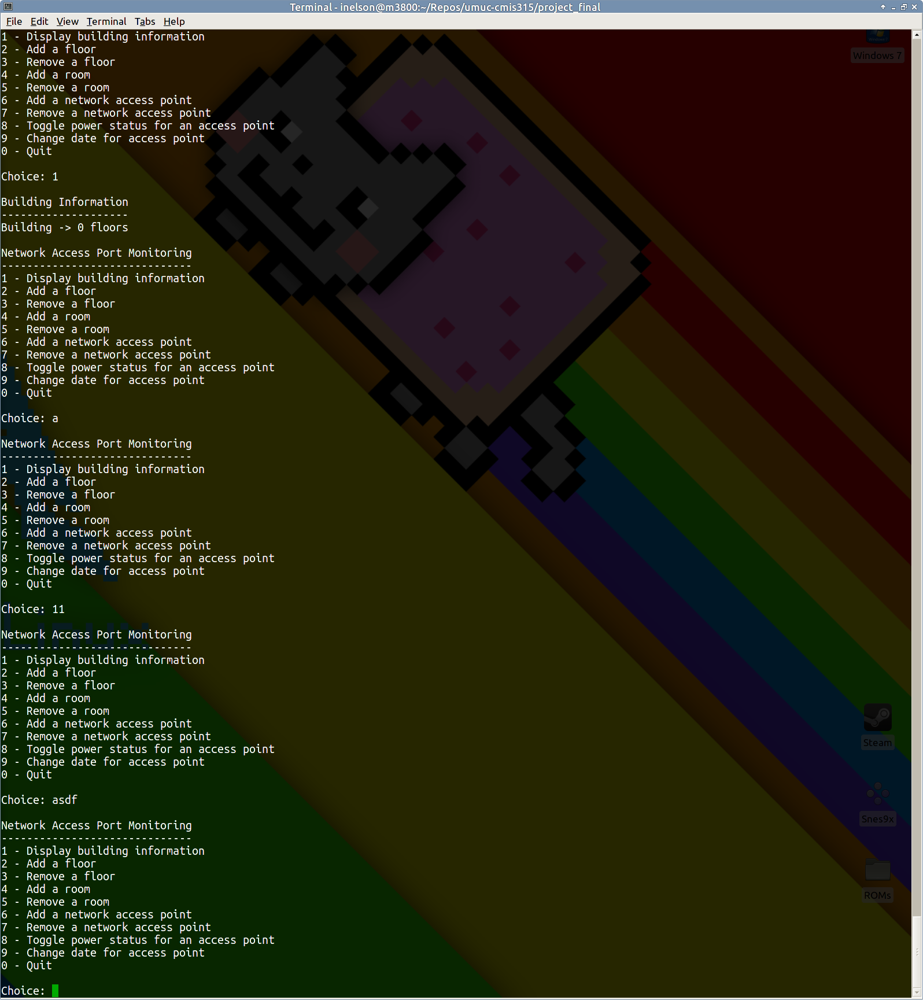 Terminal - inelson@m3800:~/Repos/umuc-cmis315/project_final
File Edit View Terminal Tabs Help
1 - Display building information
2 - Add a floor
3 - Remove a floor
4 - Add a room
5 - Remove a room
6 - Add a network access point
7 - Remove a network access point
8 - Toggle power status for an access point
9 - Change date for access point
0 - Quit
Choice: 1
Building Information
--------------------
Building -> 0 floors
Network Access Port Monitoring
------------------------------
1 - Display building information
2 - Add a floor
3 - Remove a floor
4 - Add a room
5 - Remove a room
6 - Add a network access point
7 - Remove a network access point
8 - Toggle power status for an access point
9 - Change date for access point
0 - Quit
Choice: a
Network Access Port Monitoring
------------------------------
1 - Display building information
2 - Add a floor
3 - Remove a floor
4 - Add a room
5 - Remove a room
6 - Add a network access point
7 - Remove a network access point
8 - Toggle power status for an access point
9 - Change date for access point
0 - Quit
Choice: 11
Network Access Port Monitoring
------------------------------
1 - Display building information
2 - Add a floor
3 - Remove a floor
4 - Add a room
5 - Remove a room
6 - Add a network access point
7 - Remove a network access point
8 - Toggle power status for an access point
9 - Change date for access point
0 - Quit
Choice: asdf
Network Access Port Monitoring
------------------------------
1 - Display building information
2 - Add a floor
3 - Remove a floor
4 - Add a room
5 - Remove a room
6 - Add a network access point
7 - Remove a network access point
8 - Toggle power status for an access point
9 - Change date for access point
0 - Quit
Choice:
Windows 7
Steam
Snes9x
ROMs
Linux